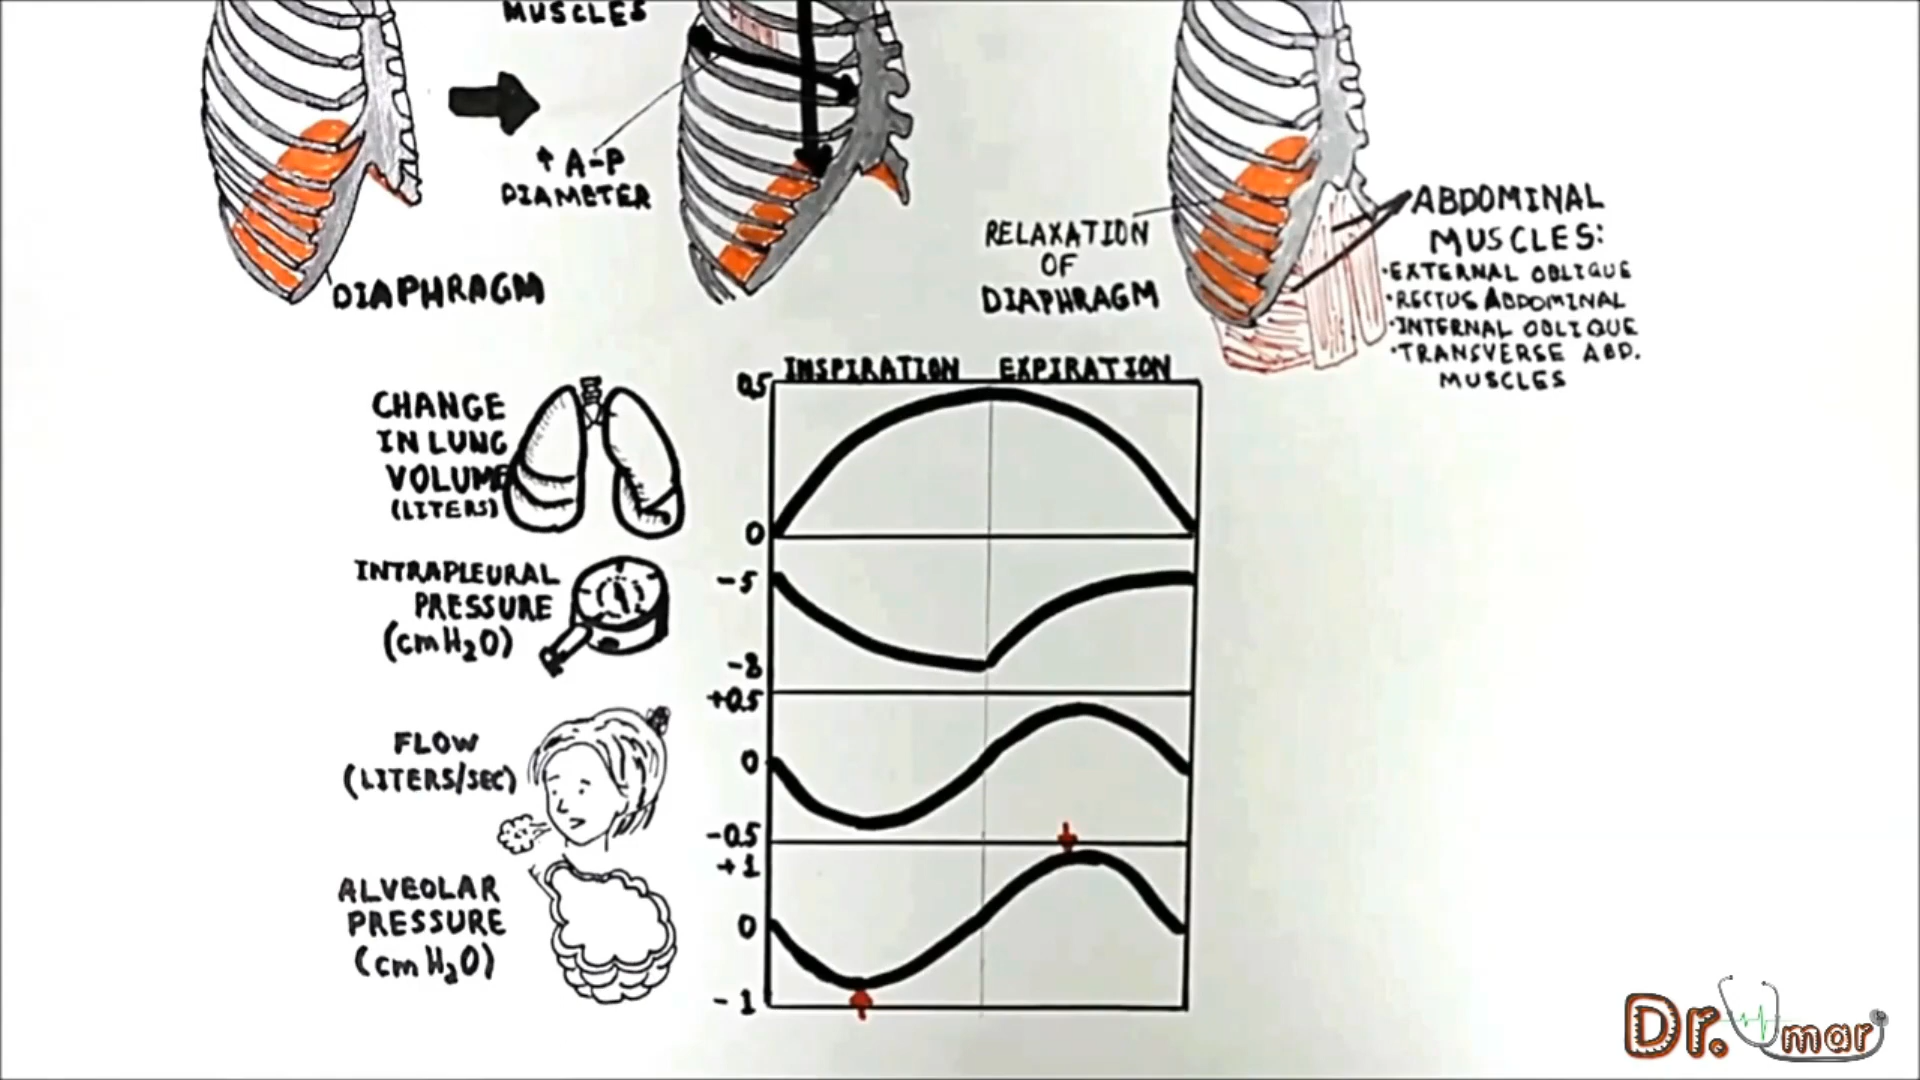 MUSCLES
↑ A-P
DIAMETER
DIAPHRAGM
RELAXATION
OF
DIAPHRAGM
ABDOMINAL
MUSCLES:
•EXTERNAL OBLIQUE
•RECTUS ABDOMINAL
•INTERNAL OBLIQUE
•TRANSVERSE ABD.
MUSCLES
INSPIRATION EXPIRATION
CHANGE
IN LUNG
VOLUME
(LITERS)
0.5
0
INTRAPLEURAL
PRESSURE
(cmH₂O)
-5
-8
FLOW
(LITERS/SEC)
+0.5
0
-0.5
ALVEOLAR
PRESSURE
(cmH₂O)
+1
0
-1
Dr. Umar